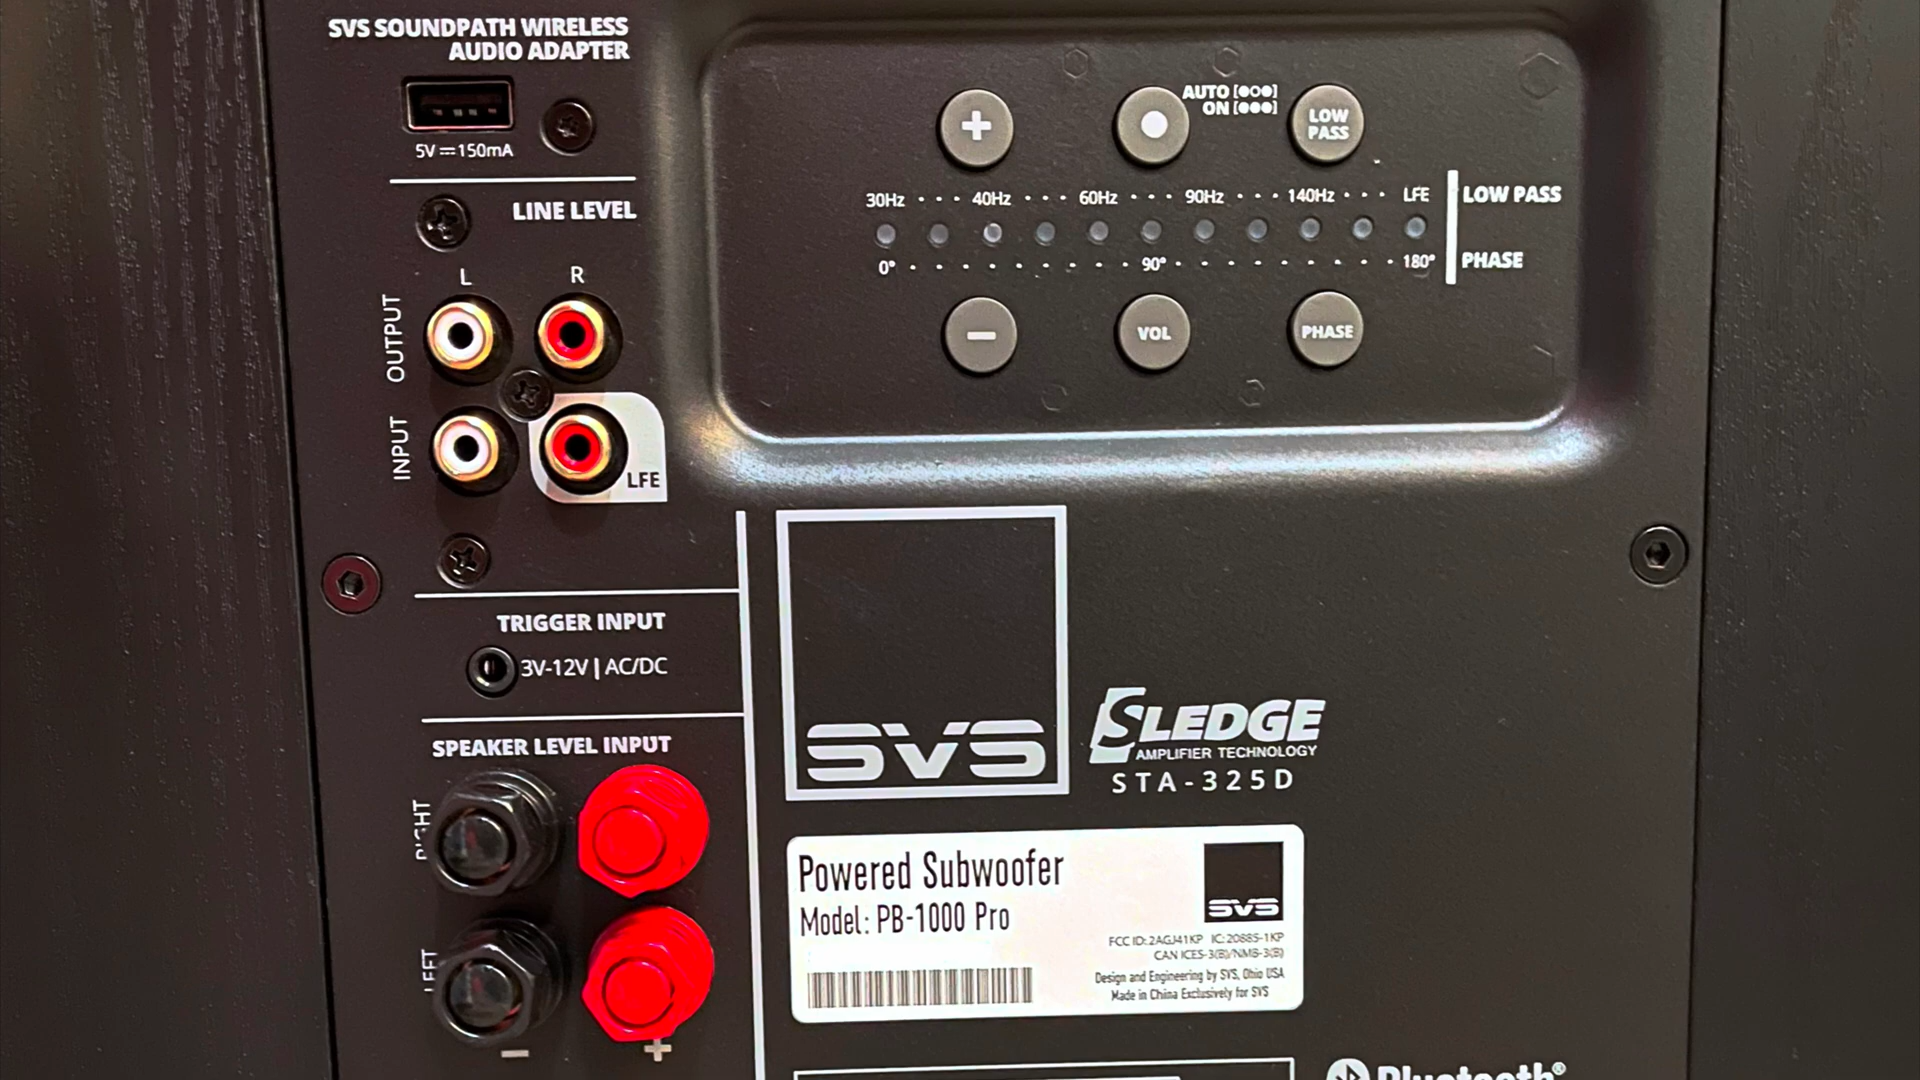 SVS SOUNDPATH WIRELESS
AUDIO ADAPTER
5V ⎓ 150mA
LINE LEVEL
L R
OUTPUT
INPUT
LFE
TRIGGER INPUT
3V-12V | AC/DC
SPEAKER LEVEL INPUT
RIGHT
LEFT
− +
+
AUTO [●○●]
ON [●●●]
LOW
PASS
30Hz · · · 40Hz · · · 60Hz · · · 90Hz · · · 140Hz · · · LFE
LOW PASS
0° · · · · · · · · · 90° · · · · · · · · · 180°
PHASE
−
VOL
PHASE
SVS
SLEDGE
AMPLIFIER TECHNOLOGY
STA-325D
Powered Subwoofer
Model: PB-1000 Pro
SVS
FCC ID: 2AGJ41KP IC: 20885-1KP
CAN ICES-3(B)/NMB-3(B)
Design and Engineering by SVS, Ohio USA
Made in China Exclusively for SVS
Bluetooth®